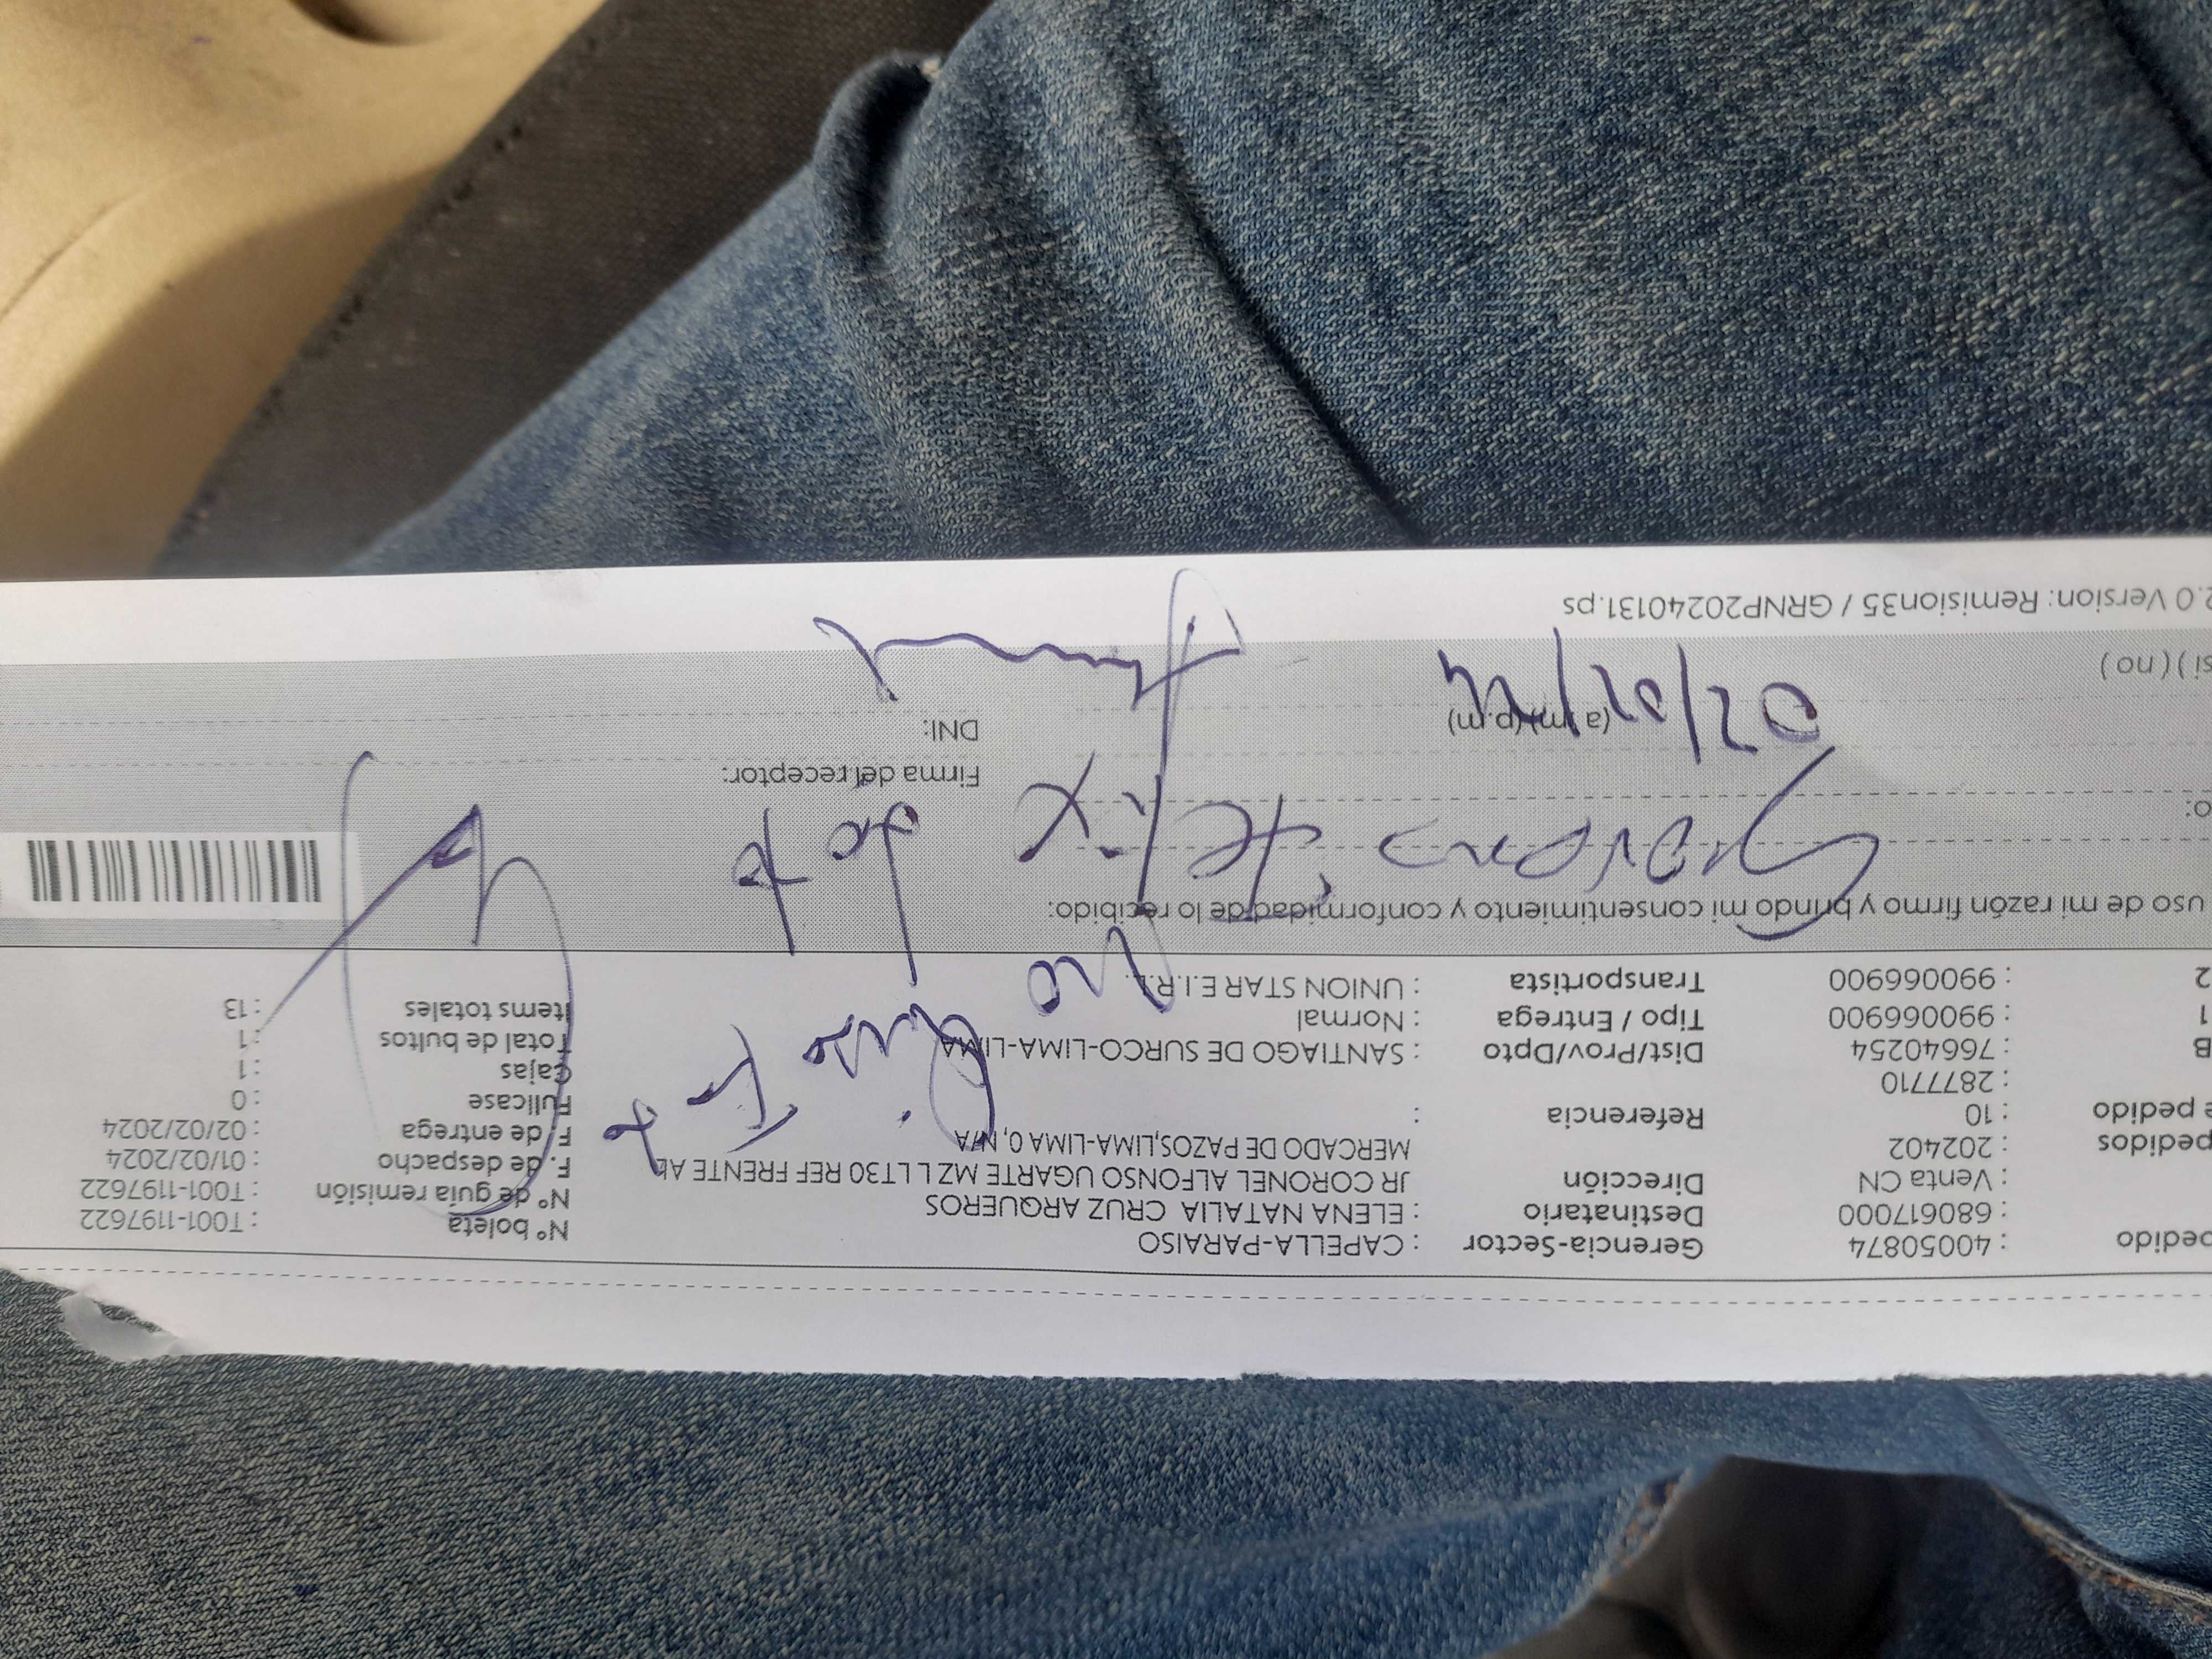 pedido : 40050874 Gerencia-Sector : CAPELLA-PARAISO N° boleta : T001-1197622
: 680617000 Destinatario : ELENA NATALIA CRUZ ARQUEROS N° de guía remisión : T001-1197622
: Venta CN Dirección JR CORONEL ALFONSO UGARTE MZ L LT30 REF FRENTE AL F. de despacho : 01/02/2024
pedidos : 202402 MERCADO DE PAZOS,LIMA-LIMA 0, N/A F. de entrega : 02/02/2024
e pedido : 10 Referencia : Fullcase : 0
: 2877710 Cajas : 1
B : 76640254 Dist/Prov/Dpto : SANTIAGO DE SURCO-LIMA-LIMA Total de bultos : 1
1 : 990066900 Tipo / Entrega : Normal Items totales : 13
2 : 990066900 Transportista : UNION STAR E.I.R.L.
No
uso de mi razón firmo y brindo mi consentimiento y conformidad de lo recibido:
o:
Firma del receptor:
DNI:
(a.m) (p.m)
02/02/24
si ) ( no )
2.0 Version: Remision35 / GRNP20240131.ps